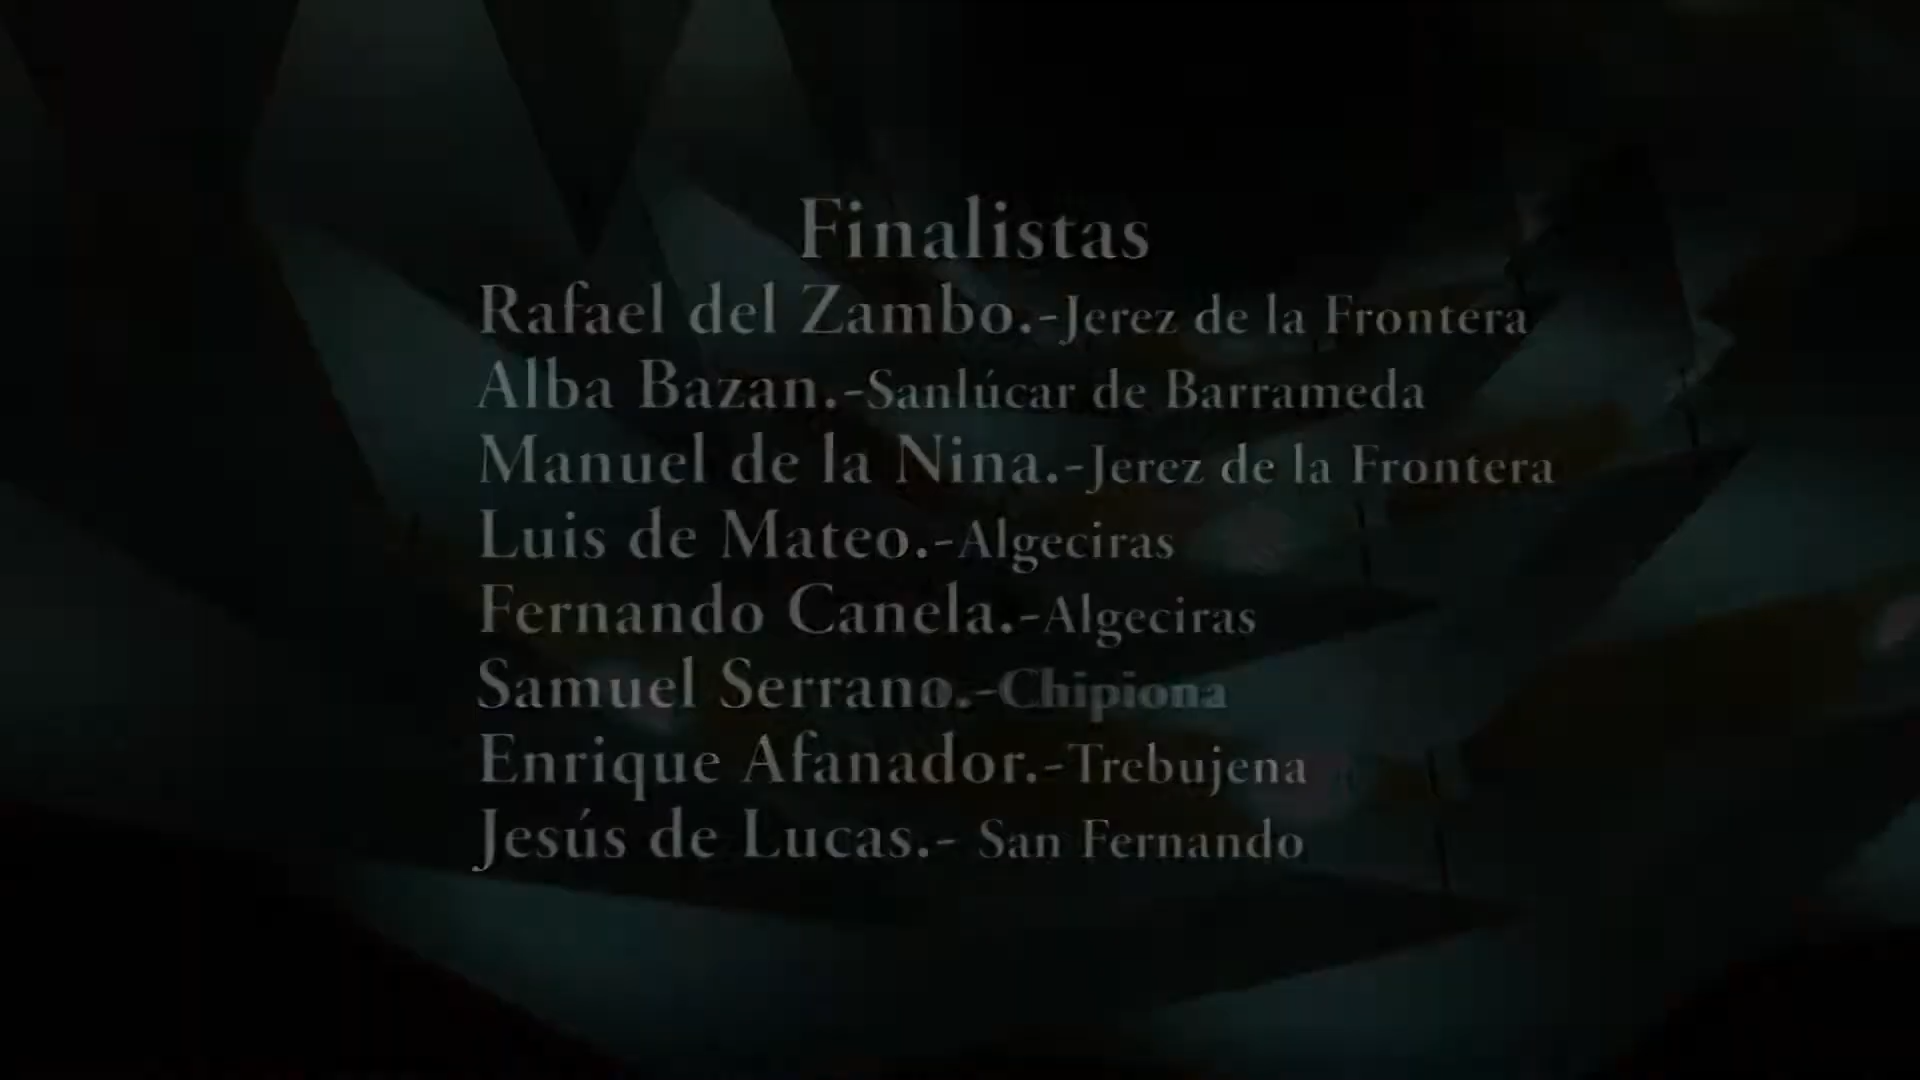 Finalistas
Rafael del Zambo.-Jerez de la Frontera
Alba Bazan.-Sanlúcar de Barrameda
Manuel de la Nina.-Jerez de la Frontera
Luis de Mateo.-Algeciras
Fernando Canela.-Algeciras
Samuel Serrano.-Chipiona
Enrique Afanador.-Trebujena
Jesús de Lucas.- San Fernando